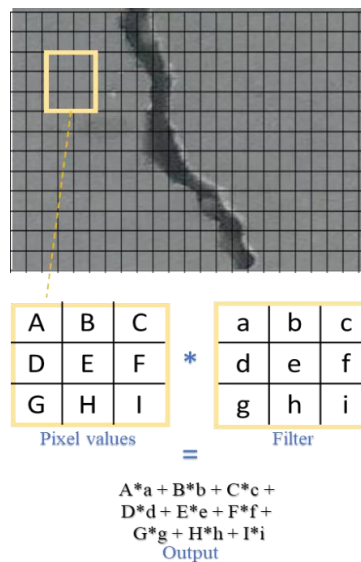 A B C * a b c
D E F d e f
G H I g h i
Pixel values Filter
=
A*a + B*b + C*c +
D*d + E*e + F*f +
G*g + H*h + I*i
Output